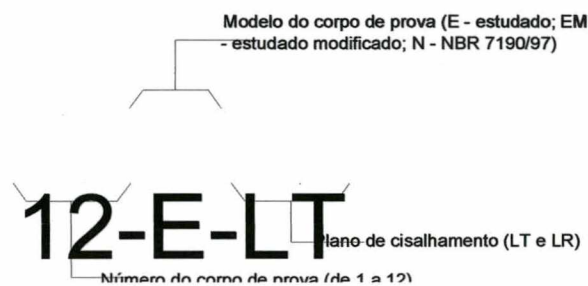 Modelo do corpo de prova (E - estudado; EM
- estudado modificado; N - NBR 7190/97)
12-E-LT
Plano de cisalhamento (LT e LR)
Número do corpo de prova (de 1 a 12)